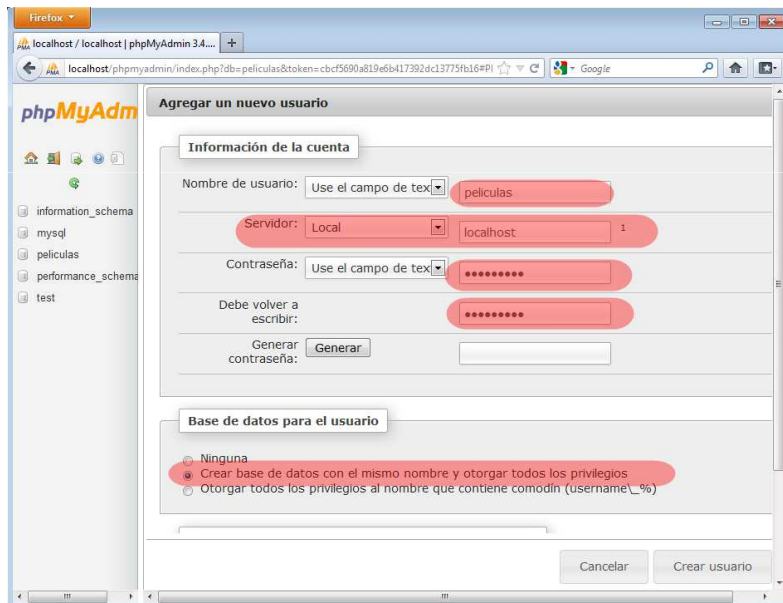 Firefox
localhost / localhost | phpMyAdmin 3.4....
localhost/phpmyadmin/index.php?db=peliculas&token=cbcf5690a819e6b417392dc13775fb16#PI
Google
phpMyAdm
information_schema
mysql
peliculas
performance_schema
test
Agregar un nuevo usuario
Información de la cuenta
Nombre de usuario: Use el campo de tex peliculas
Servidor: Local localhost 1
Contraseña: Use el campo de tex •••••••••
Debe volver a
escribir: •••••••••
Generar
contraseña: Generar
Base de datos para el usuario
Ninguna
Crear base de datos con el mismo nombre y otorgar todos los privilegios
Otorgar todos los privilegios al nombre que contiene comodín (username\_%)
Cancelar Crear usuario